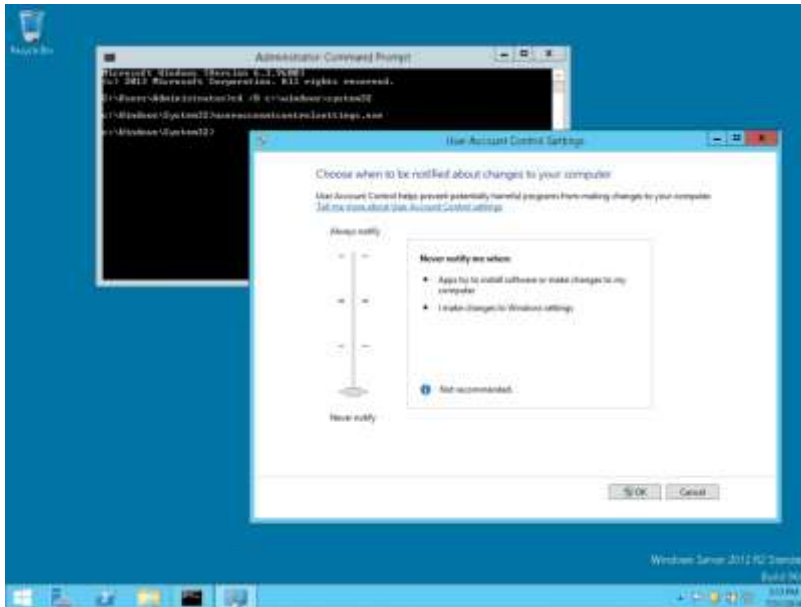 Recycle Bin
Administrator: Command Prompt
Microsoft Windows [Version 6.3.9600]
(c) 2013 Microsoft Corporation. All rights reserved.
C:\Users\Administrator>cd /D c:\windows\system32
c:\Windows\System32>useraccountcontrolsettings.exe
c:\Windows\System32>
User Account Control Settings
Choose when to be notified about changes to your computer
User Account Control helps prevent potentially harmful programs from making changes to your computer.
Tell me more about User Account Control settings
Always notify
Never notify me when:
Apps try to install software or make changes to my
computer
I make changes to Windows settings
Not recommended.
Never notify
OK
Cancel
Windows Server 2012 R2
Build